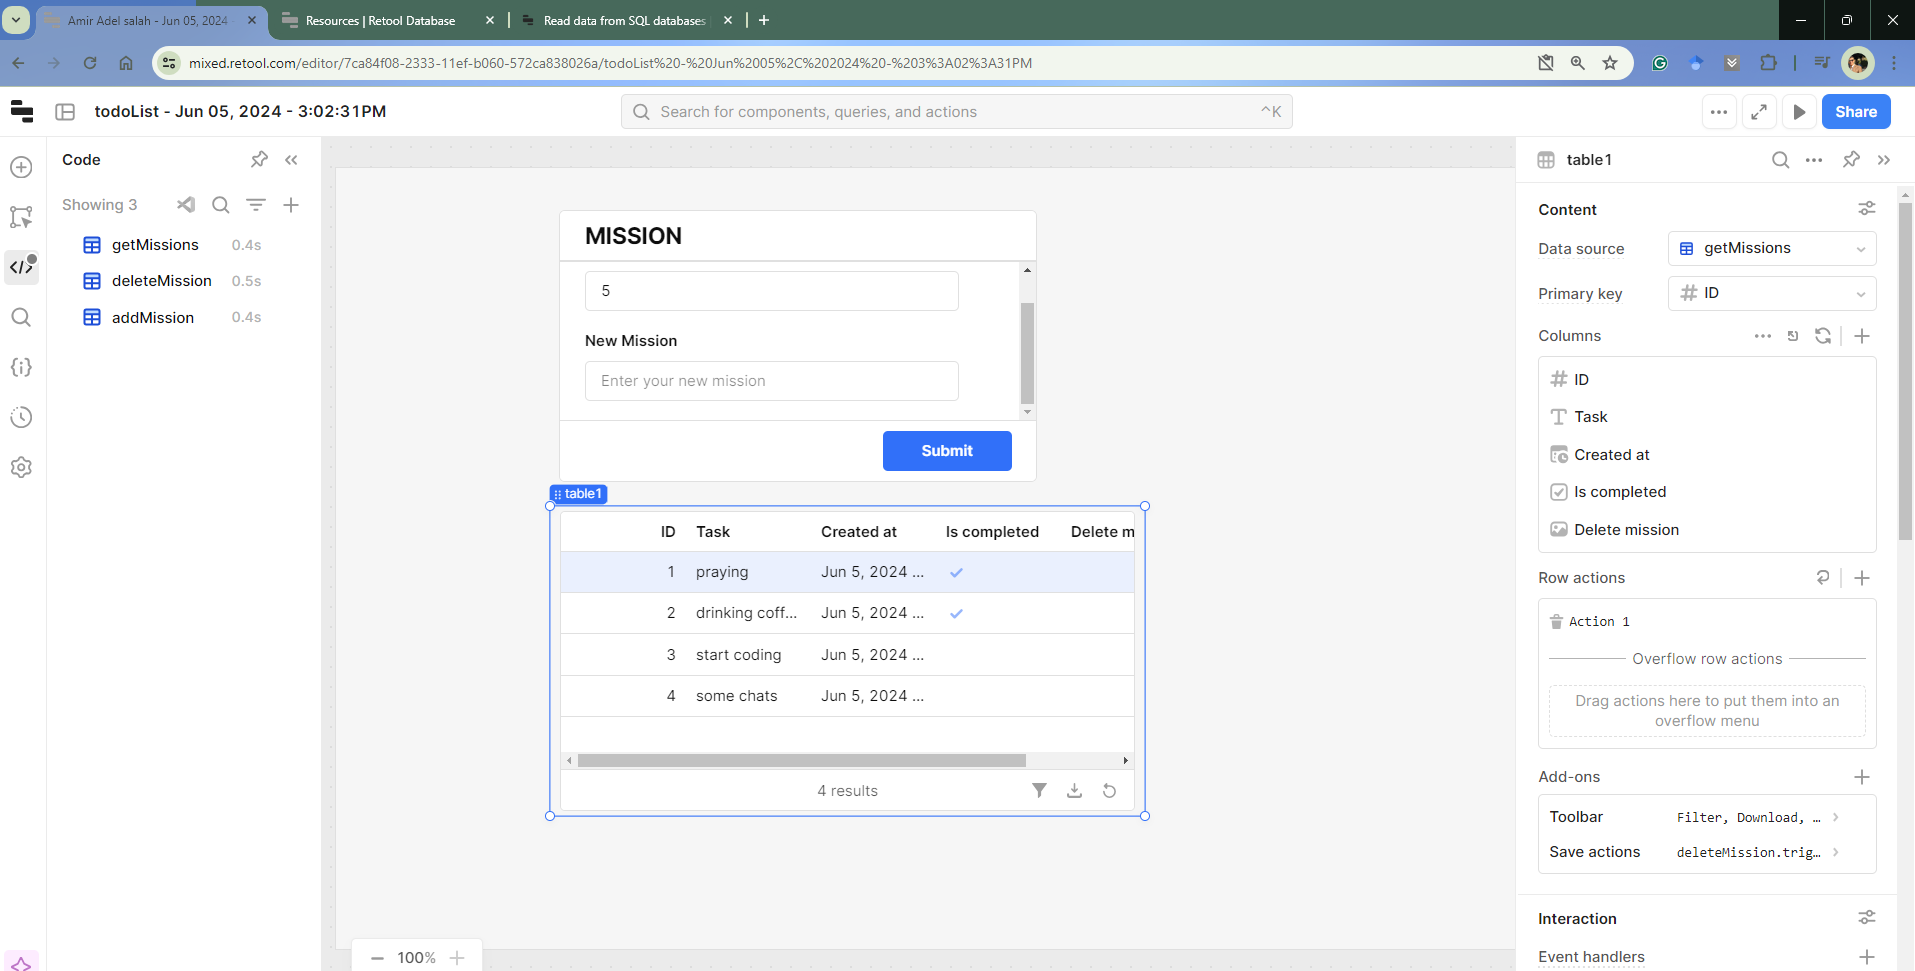 Amir Adel salah - Jun 05, 2024 -
Resources | Retool Database
Read data from SQL databases
mixed.retool.com/editor/7ca84f08-2333-11ef-b060-572ca838026a/todoList%20-%20Jun%2005%2C%202024%20-%203%3A02%3A31PM
todoList - Jun 05, 2024 - 3:02:31PM
Search for components, queries, and actions
^K
Share
Code
Showing 3
getMissions 0.4s
deleteMission 0.5s
addMission 0.4s
MISSION
5
New Mission
Enter your new mission
Submit
table1
ID Task Created at Is completed Delete m
1 praying Jun 5, 2024 ...
2 drinking coff... Jun 5, 2024 ...
3 start coding Jun 5, 2024 ...
4 some chats Jun 5, 2024 ...
4 results
100%
table1
Content
Data source getMissions
Primary key ID
Columns
ID
Task
Created at
Is completed
Delete mission
Row actions
Action 1
Overflow row actions
Drag actions here to put them into an
overflow menu
Add-ons
Toolbar Filter, Download, …
Save actions deleteMission.trig…
Interaction
Event handlers